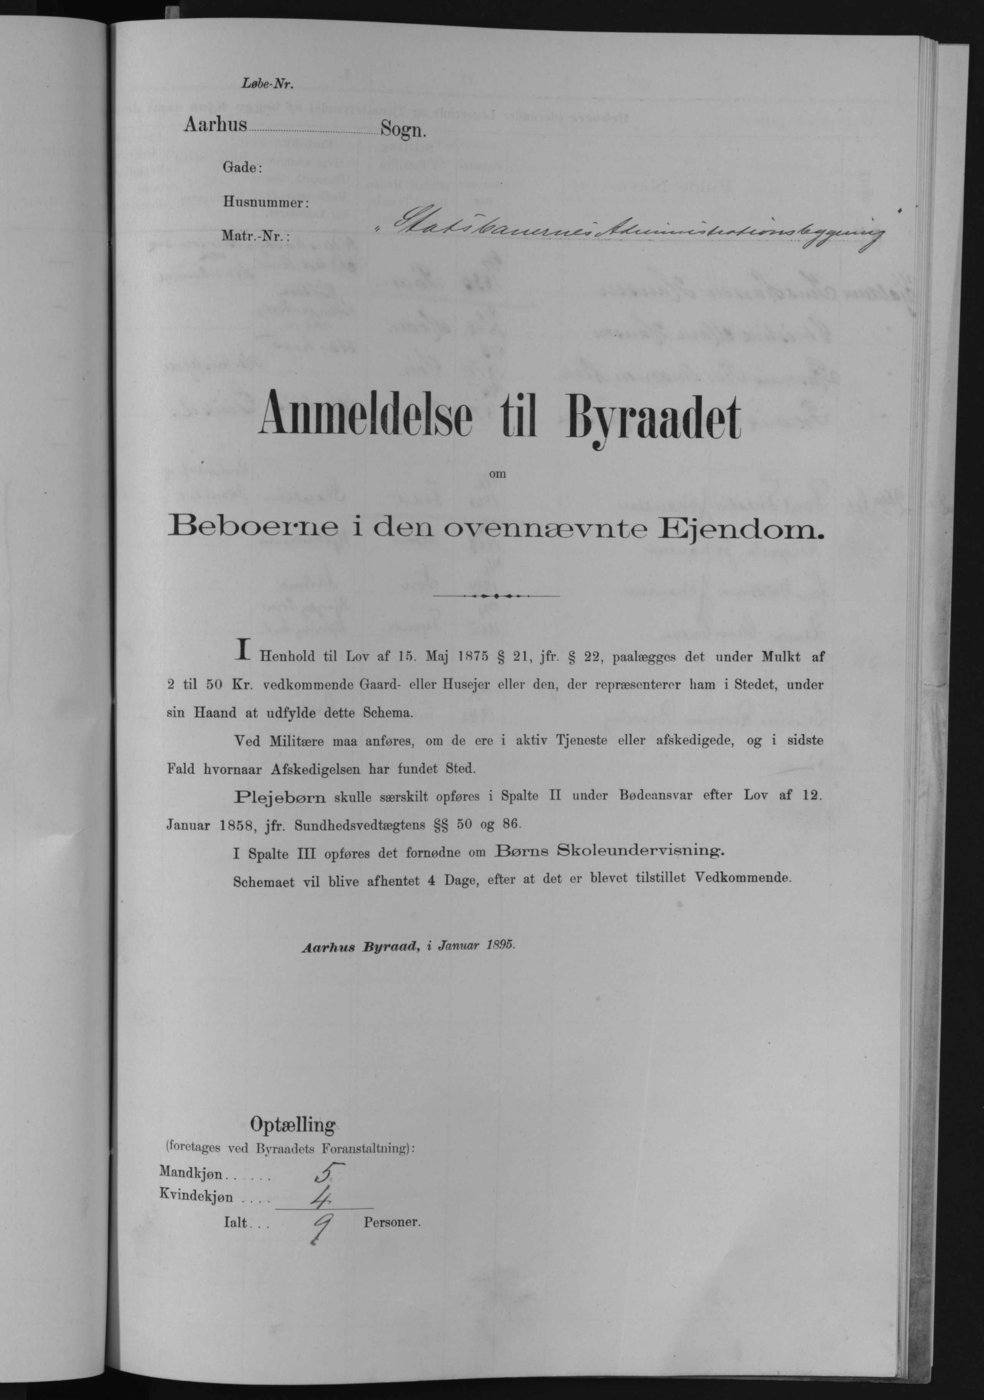 Løbe-Nr.
Aarhus Sogn.
Gade:
Husnummer:
Matr.-Nr.: " Statsbanernes Administrationsbygning
Anmeldelse til Byraadet
om
Beboerne i den ovennævnte Ejendom.
I Henhold til Lov af 15. Maj 1875 § 21, jfr. § 22, paalægges det under Mulkt af
2 til 50 Kr. vedkommende Gaard- eller Husejer eller den, der repræsenterer ham i Stedet, under
sin Haand at udfylde dette Schema.
Ved Militære maa anføres, om de ere i aktiv Tjeneste eller afskedigede, og i sidste
Fald hvornaar Afskedigelsen har fundet Sted.
Plejebørn skulle særskilt opføres i Spalte II under Bødeansvar efter Lov af 12.
Januar 1858, jfr. Sundhedsvedtægtens §§ 50 og 86.
I Spalte III opføres det fornødne om Børns Skoleundervisning.
Schemaet vil blive afhentet 4 Dage, efter at det er blevet tilstillet Vedkommende.
Aarhus Byraad, i Januar 1895.
Optælling
(foretages ved Byraadets Foranstaltning):
Mandkjøn...... 5
Kvindekjøn .... 4
Ialt... 9 Personer.